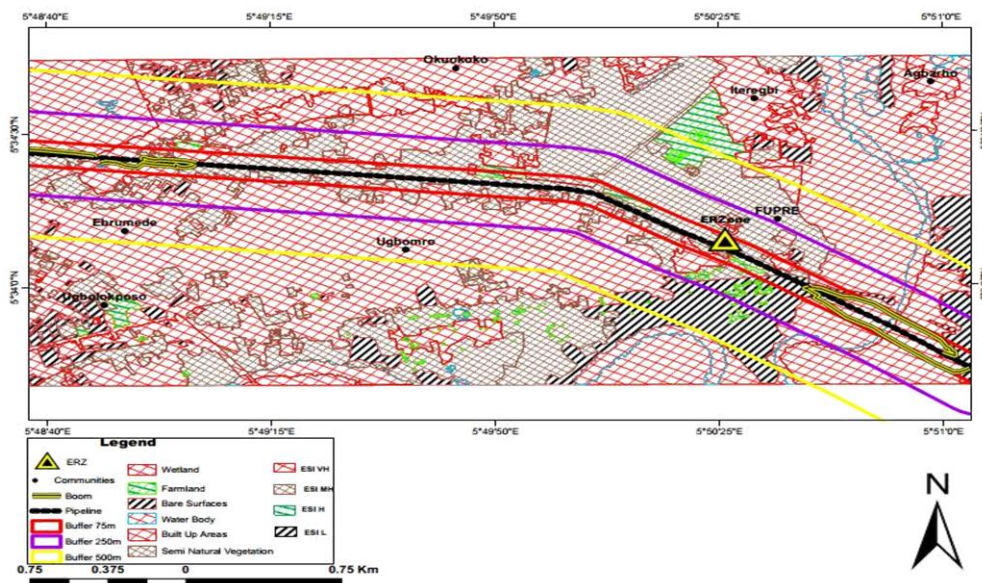 5°48'40"E 5°49'15"E 5°49'50"E 5°50'25"E 5°51'0"E
Okuokoko
Iteregbi
Agbarho
5°34'30"N
FUPRE
ERZone
Ebrumede
Ugbomro
5°34'0"N
Ugbolokposo
5°48'40"E 5°49'15"E 5°49'50"E 5°50'25"E 5°51'0"E
Legend
ERZ
Communities
Boom
Pipeline
Buffer 75m
Buffer 250m
Buffer 500m
Wetland
Farmland
Bare Surfaces
Water Body
Built Up Areas
Semi Natural Vegetation
ESI VH
ESI MH
ESI H
ESI L
N
0.75 0.375 0 0.75 Km